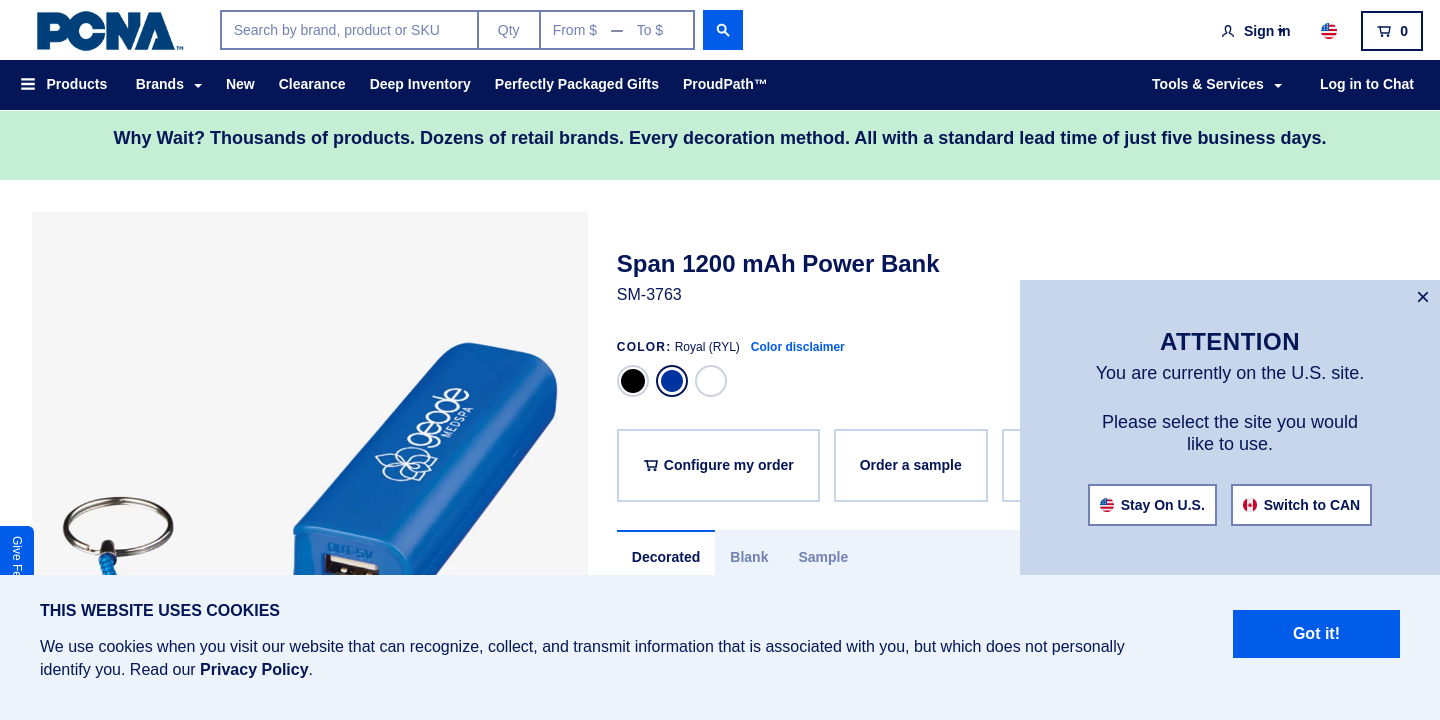 PCNA™
Search by brand, product or SKU
Qty
From $ — To $
Sign in
0
Products
Brands
New
Clearance
Deep Inventory
Perfectly Packaged Gifts
ProudPath™
Tools & Services
Log in to Chat
Why Wait? Thousands of products. Dozens of retail brands. Every decoration method. All with a standard lead time of just five business days.
geode
MEDSPA
OUT-5V
Span 1200 mAh Power Bank
SM-3763
COLOR: Royal (RYL) Color disclaimer
Configure my order
Order a sample
Decorated
Blank
Sample
×
ATTENTION
You are currently on the U.S. site.
Please select the site you would
like to use.
Stay On U.S.
Switch to CAN
Give Fe
THIS WEBSITE USES COOKIES
We use cookies when you visit our website that can recognize, collect, and transmit information that is associated with you, but which does not personally
identify you. Read our Privacy Policy.
Got it!